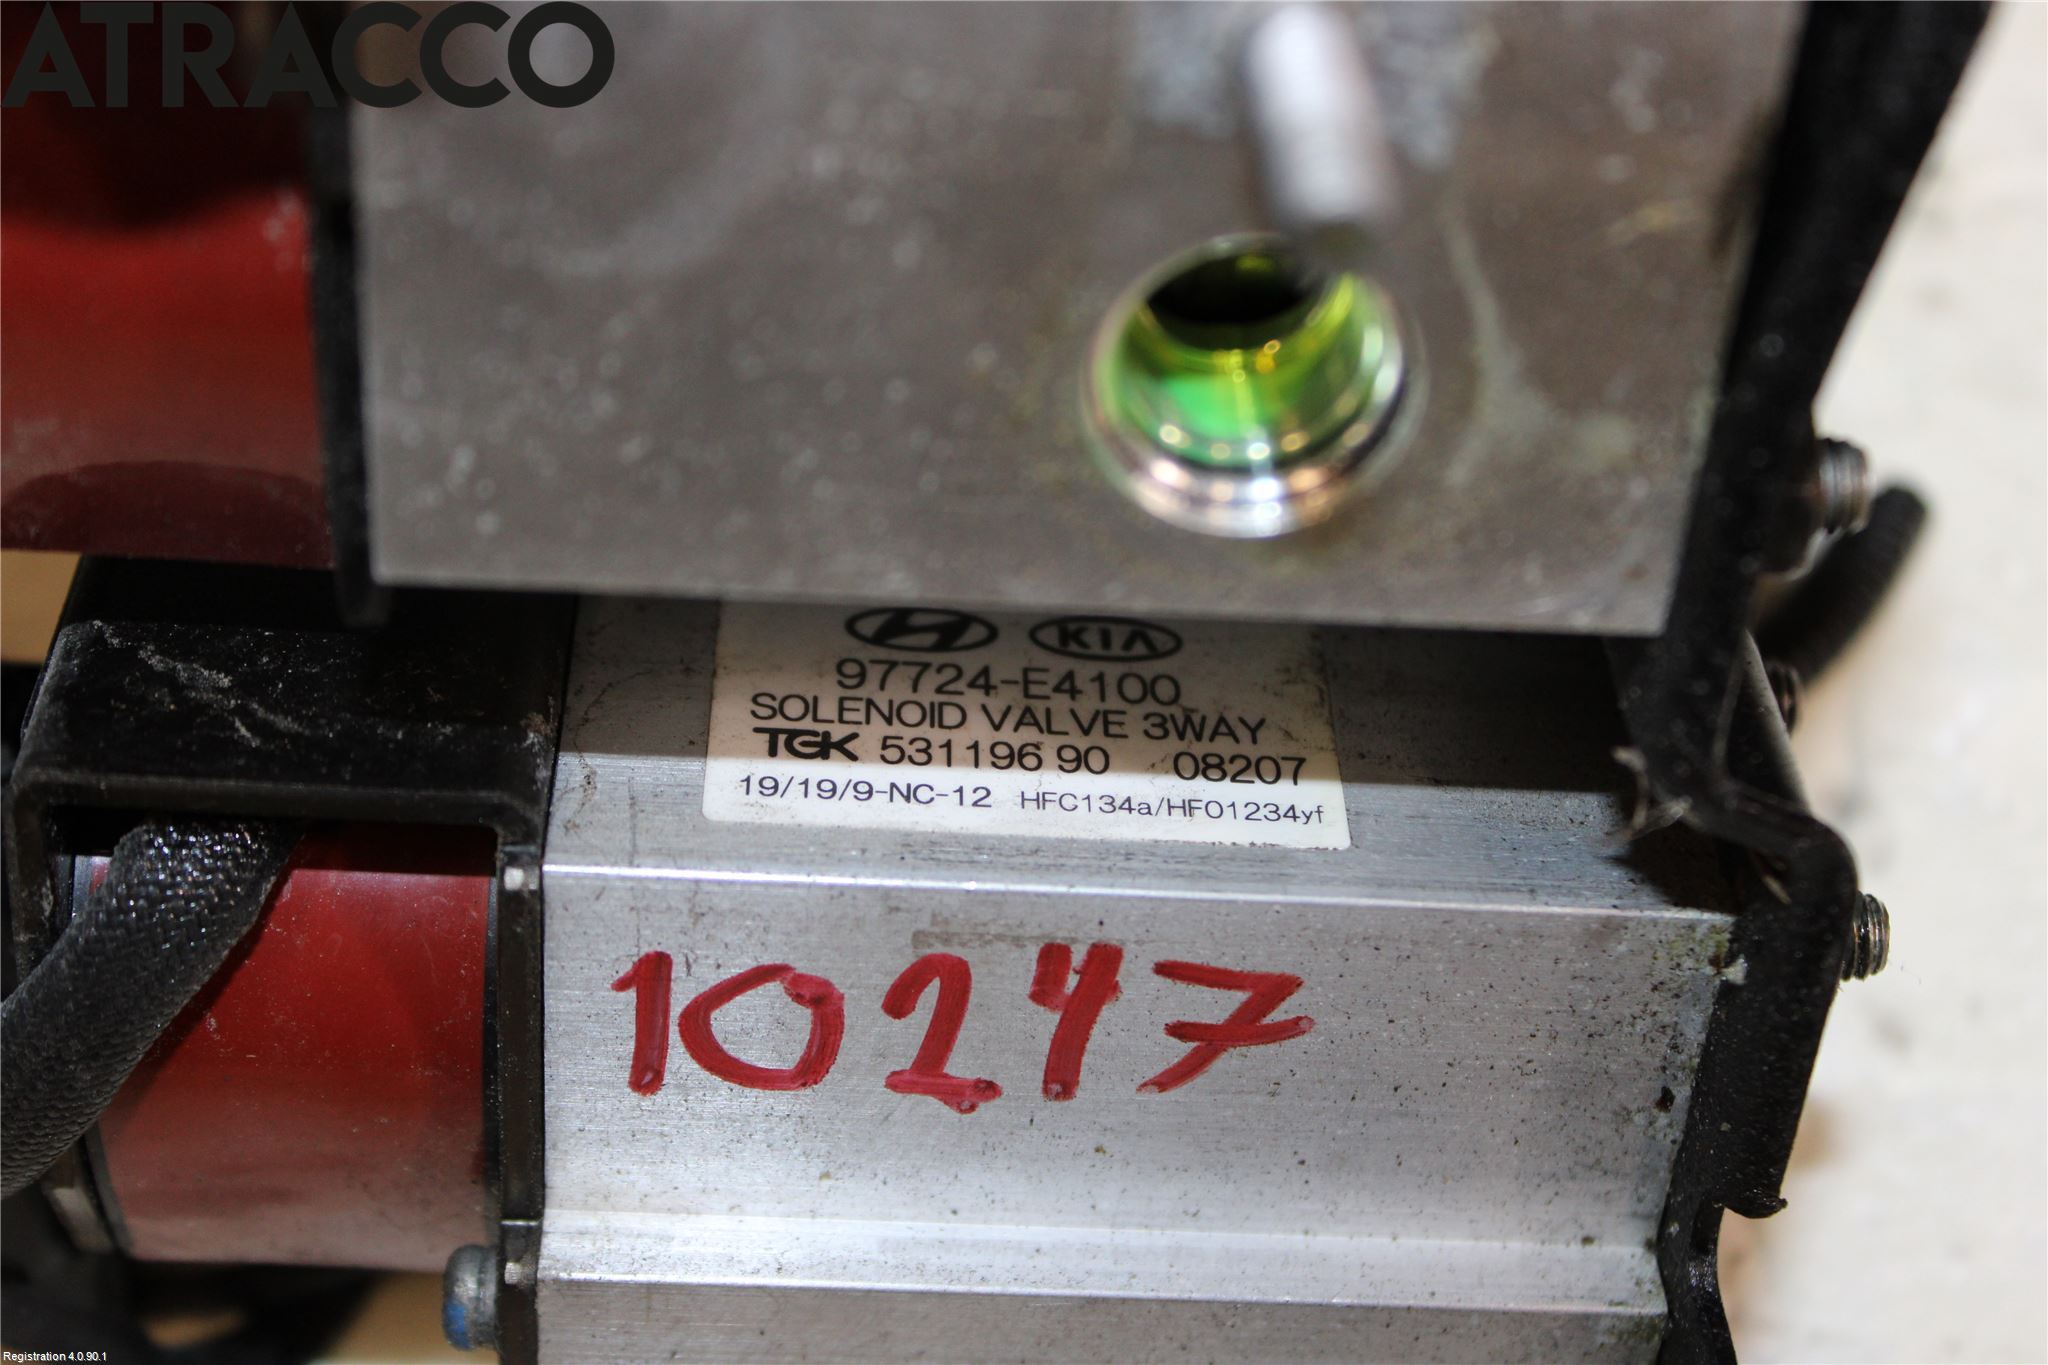 ATRACCO
KIA
97724-E4100
SOLENOID VALVE 3WAY
TGK 531196 90 08207
19/19/9-NC-12 HFC134a/HFO1234yf
10247
Registration 4.0.90.1